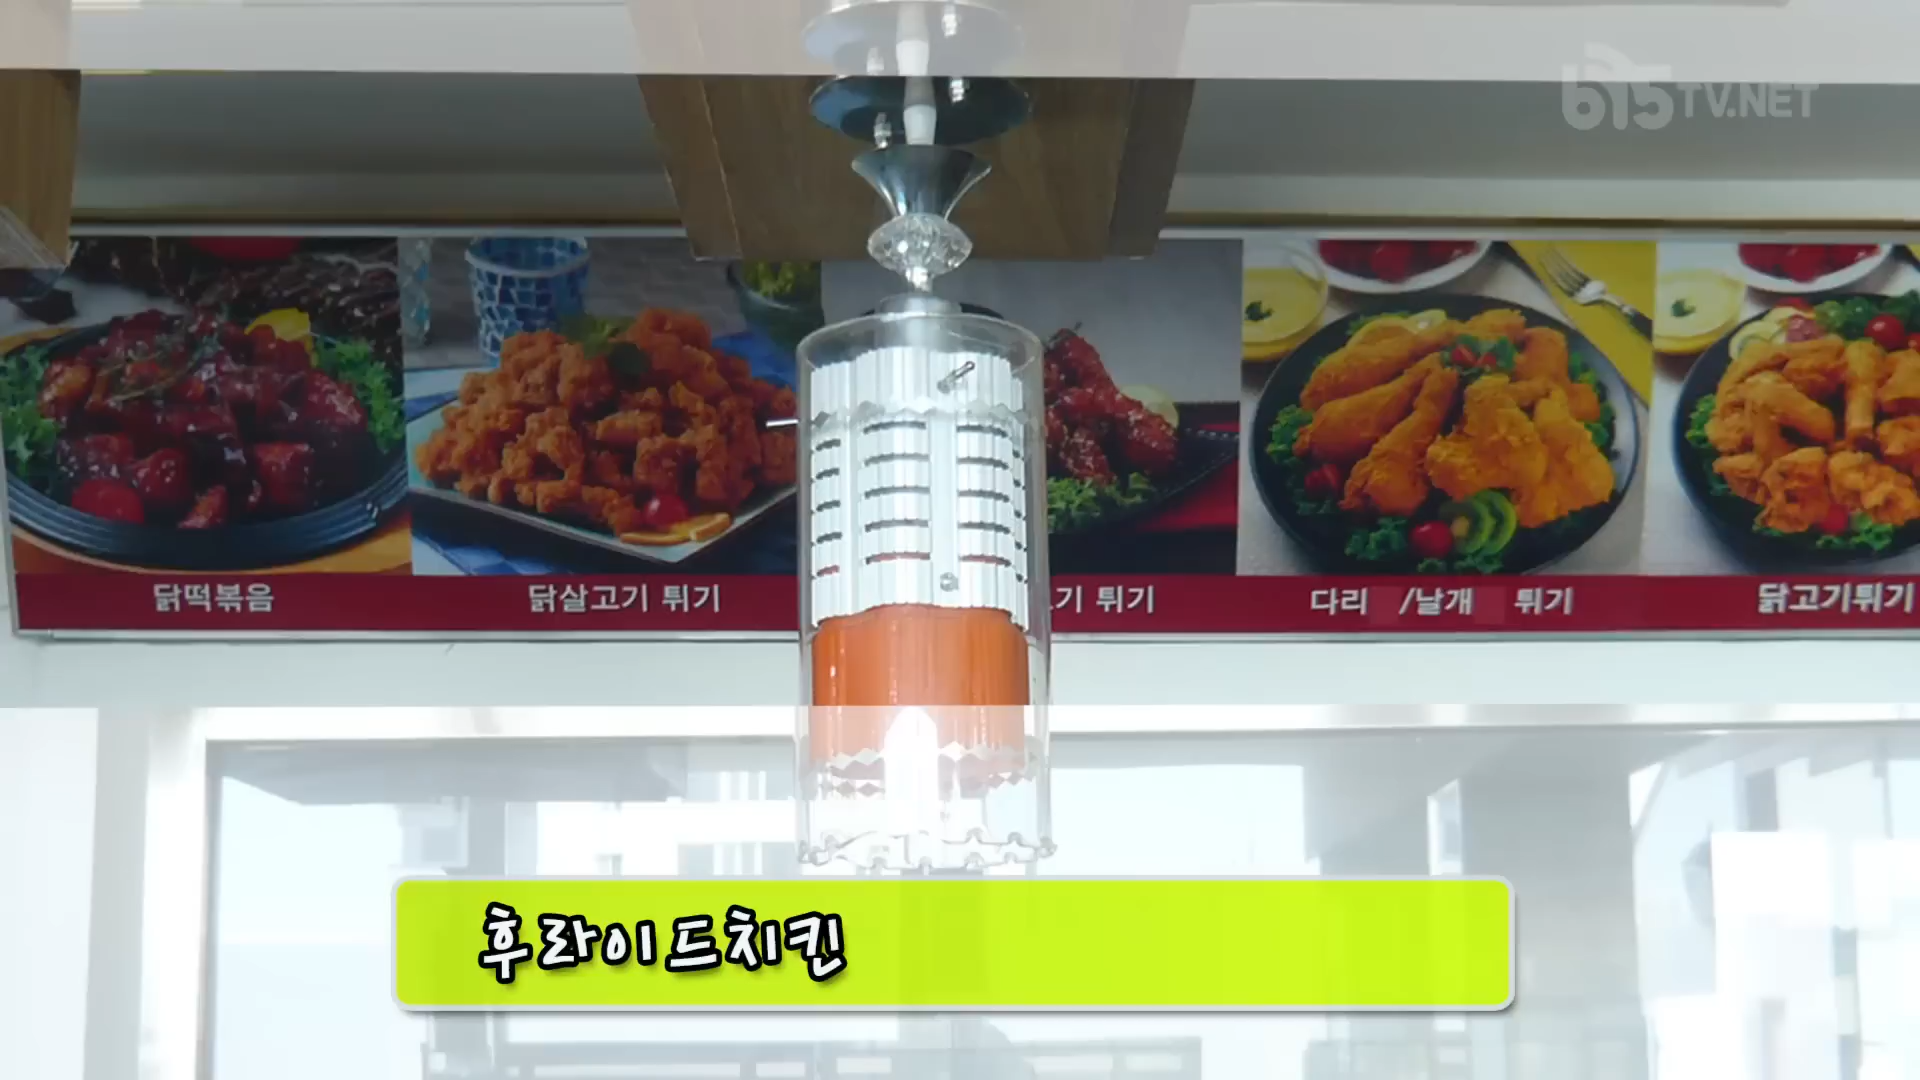 615TV.NET
닭떡볶음
닭살고기 튀기
기 튀기
다리 /날개 튀기
닭고기튀기
후라이드치킨